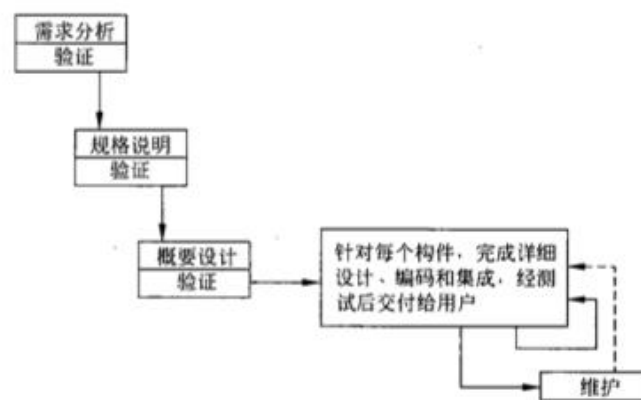 需求分析
验证
规格说明
验证
概要设计
验证
针对每个构件，完成详细
设计、编码和集成，经测
试后交付给用户
维护